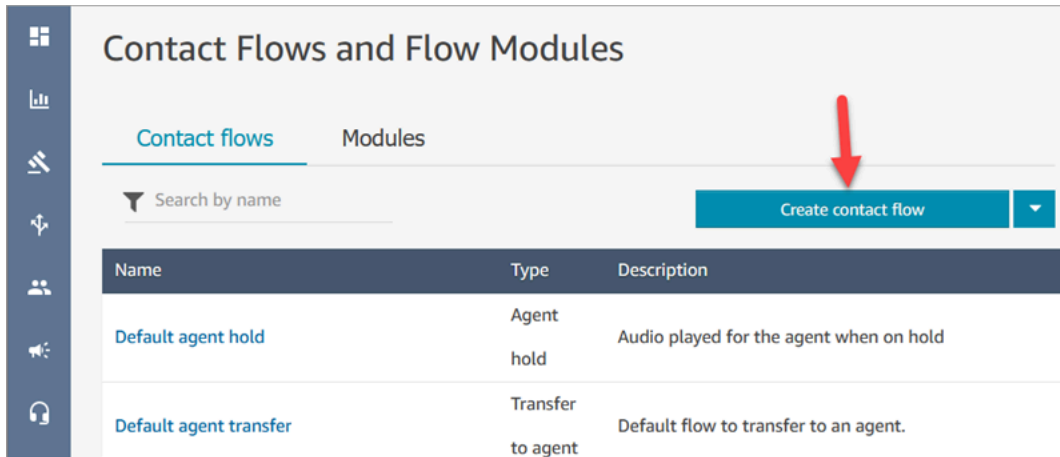 Contact Flows and Flow Modules
Contact flows Modules
Search by name
Create contact flow
Name Type Description
Default agent hold Agent hold Audio played for the agent when on hold
Default agent transfer Transfer to agent Default flow to transfer to an agent.